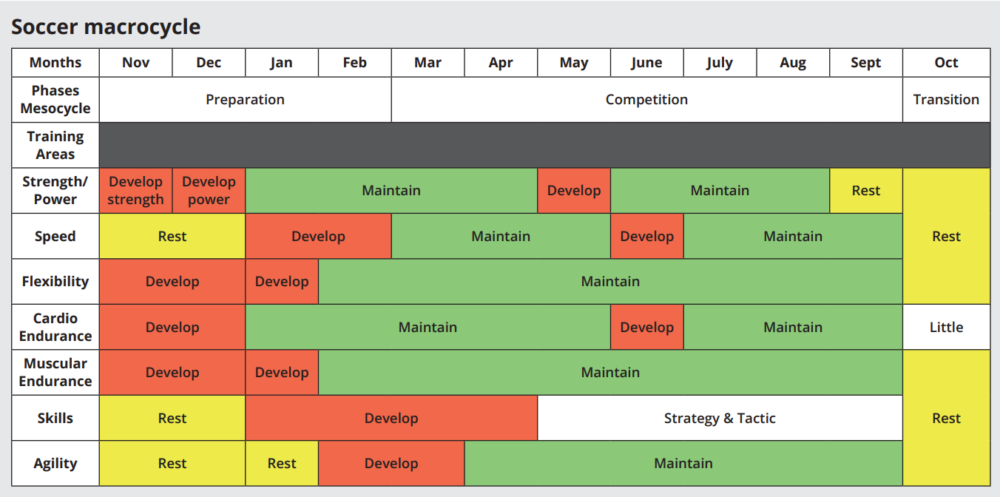 Soccer macrocycle
Months Nov Dec Jan Feb Mar Apr May June July Aug Sept Oct
Phases
Mesocycle
Preparation Competition Transition
Training
Areas
Strength/
Power
Develop
strength
Develop
power
Maintain Develop Maintain Rest
Speed Rest Develop Maintain Develop Maintain Rest
Flexibility Develop Develop Maintain
Cardio
Endurance
Develop Maintain Develop Maintain Little
Muscular
Endurance
Develop Develop Maintain
Skills Rest Develop Strategy & Tactic Rest
Agility Rest Rest Develop Maintain